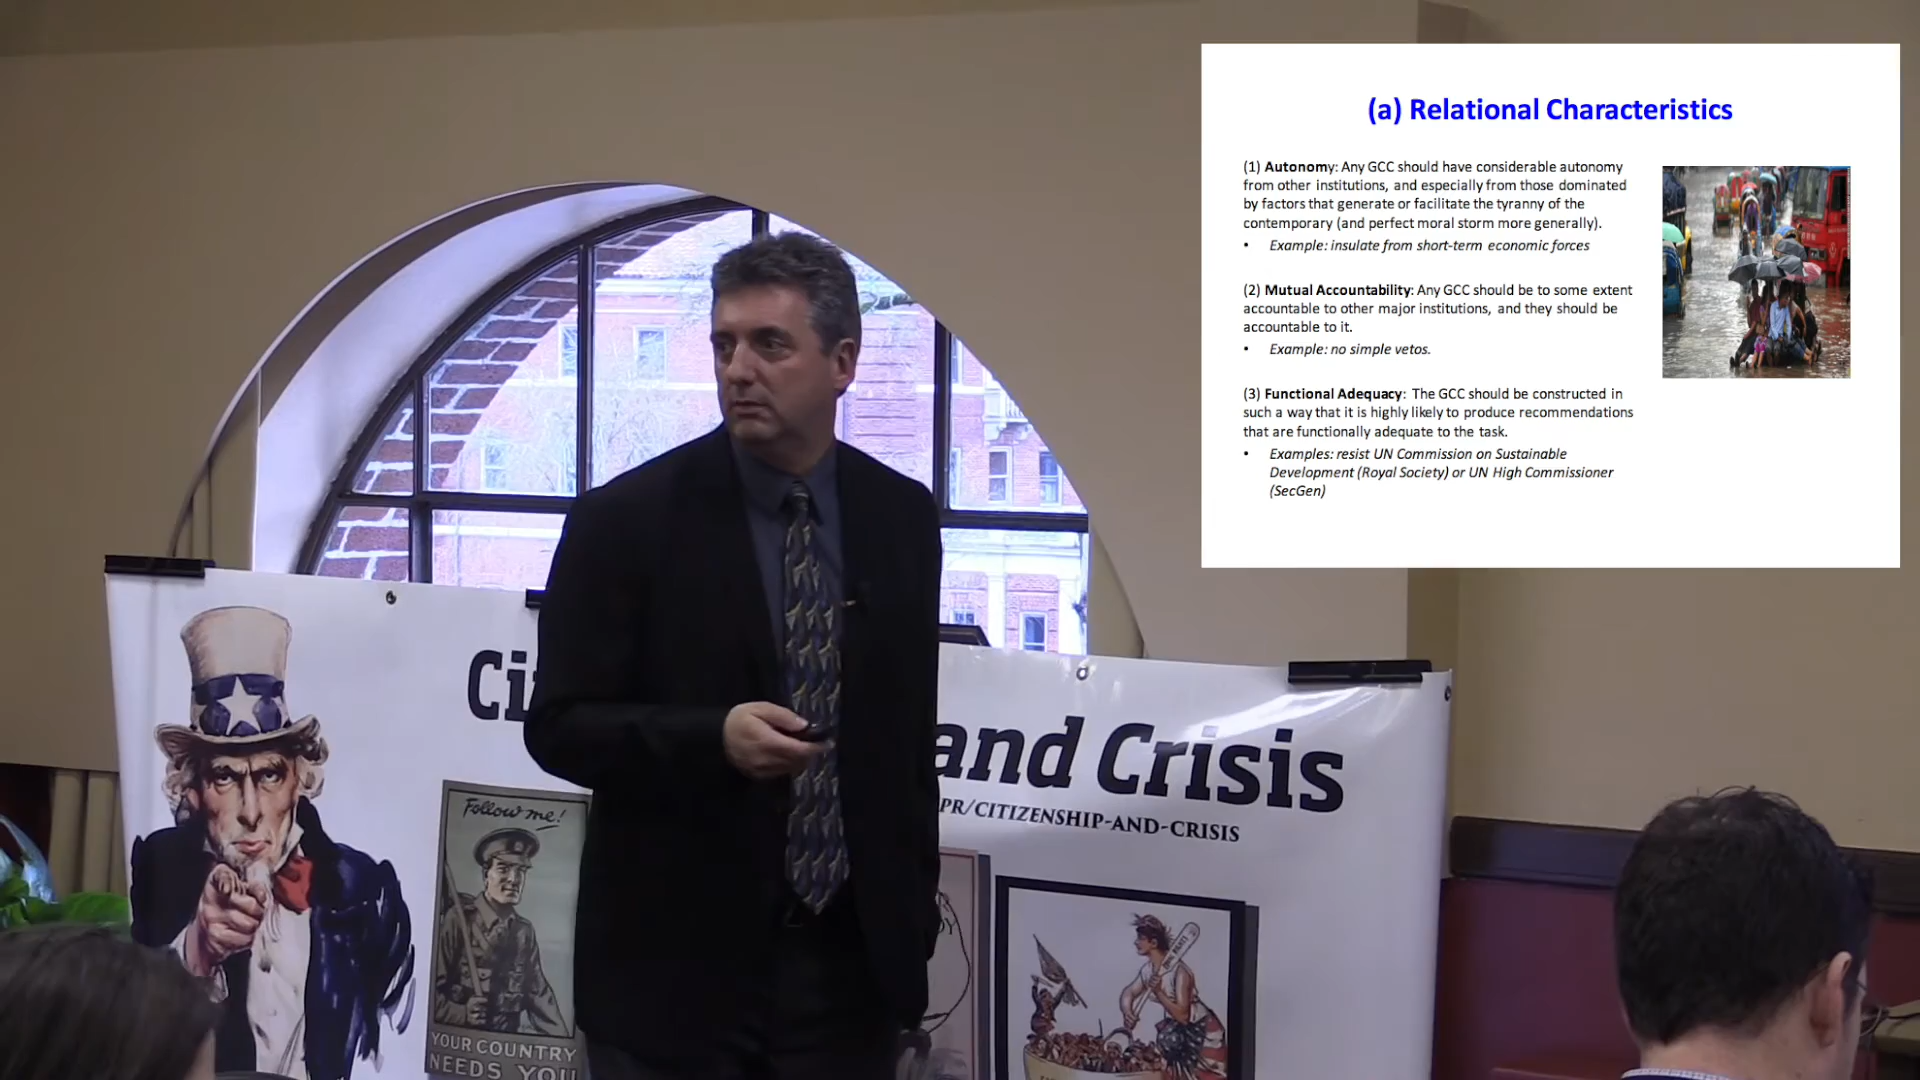 (a) Relational Characteristics
(1) Autonomy: Any GCC should have considerable autonomy
from other institutions, and especially from those dominated
by factors that generate or facilitate the tyranny of the
contemporary (and perfect moral storm more generally).
• Example: insulate from short-term economic forces
(2) Mutual Accountability: Any GCC should be to some extent
accountable to other major institutions, and they should be
accountable to it.
• Example: no simple vetos.
(3) Functional Adequacy: The GCC should be constructed in
such a way that it is highly likely to produce recommendations
that are functionally adequate to the task.
• Examples: resist UN Commission on Sustainable
Development (Royal Society) or UN High Commissioner
(SecGen)
Ci and Crisis
PR/CITIZENSHIP-AND-CRISIS
Follow me!
YOUR COUNTRY
NEEDS YOU